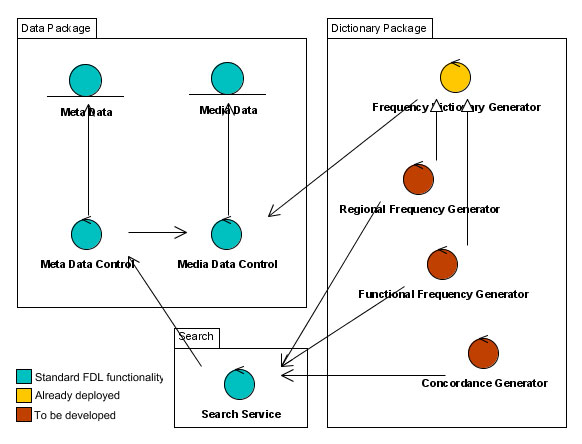 Data Package
Dictionary Package
Meta Data
Media Data
Frequency Dictionary Generator
Regional Frequency Generator
Meta Data Control
Media Data Control
Functional Frequency Generator
Search
Concordance Generator
Search Service
Standard FDL functionality
Already deployed
To be developed